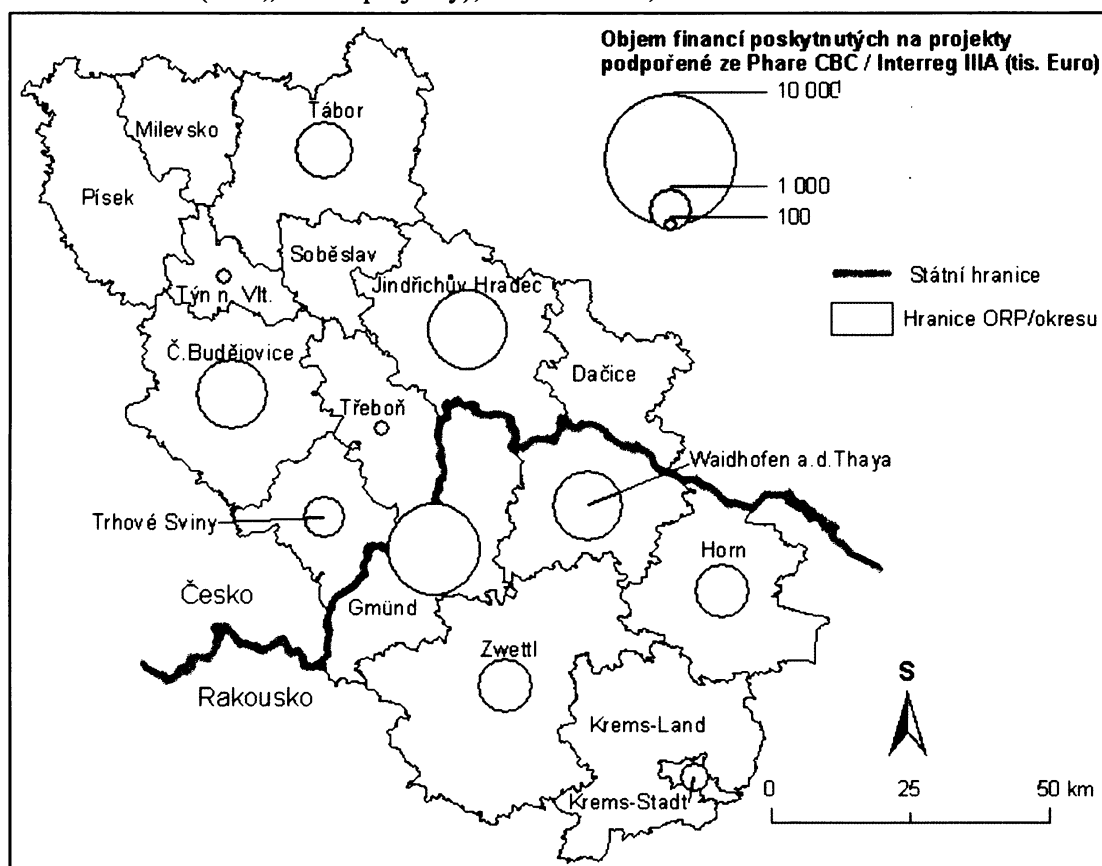 Objem financí poskytnutých na projekty
podpořené ze Phare CBC / Interreg IIIA (tis. Euro)
10 000
1 000
100
Státní hranice
Hranice ORP/okresu
Tábor
Milevsko
Písek
Soběslav
Týn n. Vlt.
Jindřichův Hradec
Č.Budějovice
Dačice
Třeboň
Waidhofen a.d.Thaya
Trhové Sviny
Horn
Česko
Gmünd
Zwettl
Rakousko
S
Krems-Land
Krems-Stadt
0 25 50 km